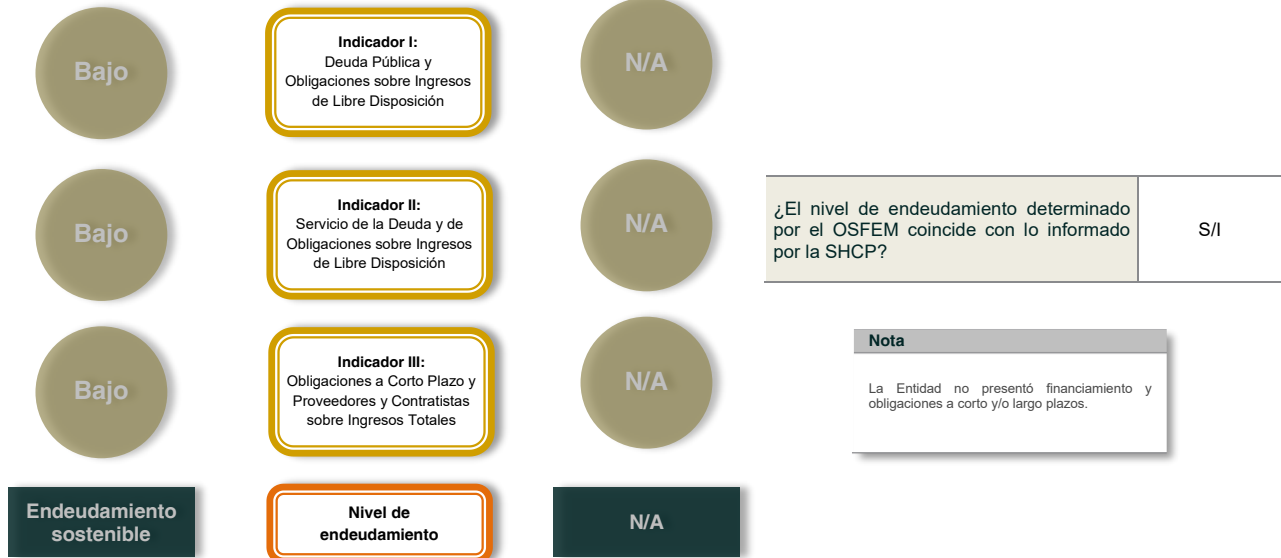 Bajo
Indicador I:
Deuda Pública y
Obligaciones sobre Ingresos
de Libre Disposición
N/A
Bajo
Indicador II:
Servicio de la Deuda y de
Obligaciones sobre Ingresos
de Libre Disposición
N/A
¿El nivel de endeudamiento determinado
por el OSFEM coincide con lo informado
por la SHCP?
S/I
Bajo
Indicador III:
Obligaciones a Corto Plazo y
Proveedores y Contratistas
sobre Ingresos Totales
N/A
Nota
La Entidad no presentó financiamiento y
obligaciones a corto y/o largo plazos.
Endeudamiento
sostenible
Nivel de
endeudamiento
N/A